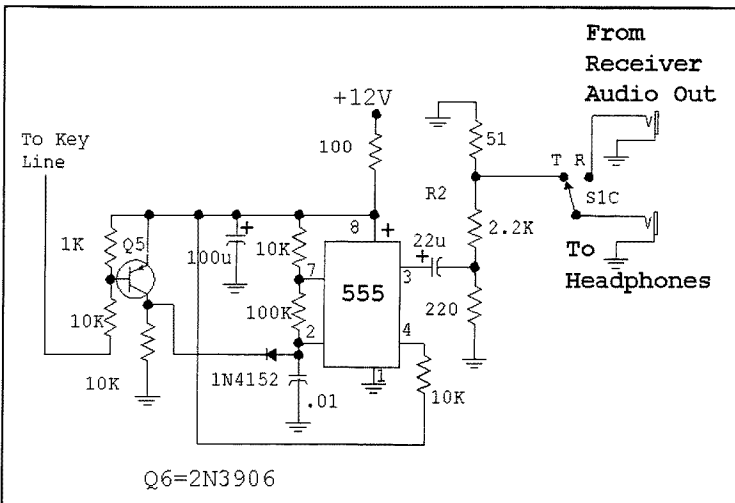 From
Receiver
Audio Out
+12V
To Key
Line
100
51
T R
R2
S1C
1K
Q5
8
+
+
100u
10K
22u
+
2.2K
To
Headphones
7
555
3
10K
100K
220
2
4
10K
1N4152
.01
1
10K
Q6=2N3906